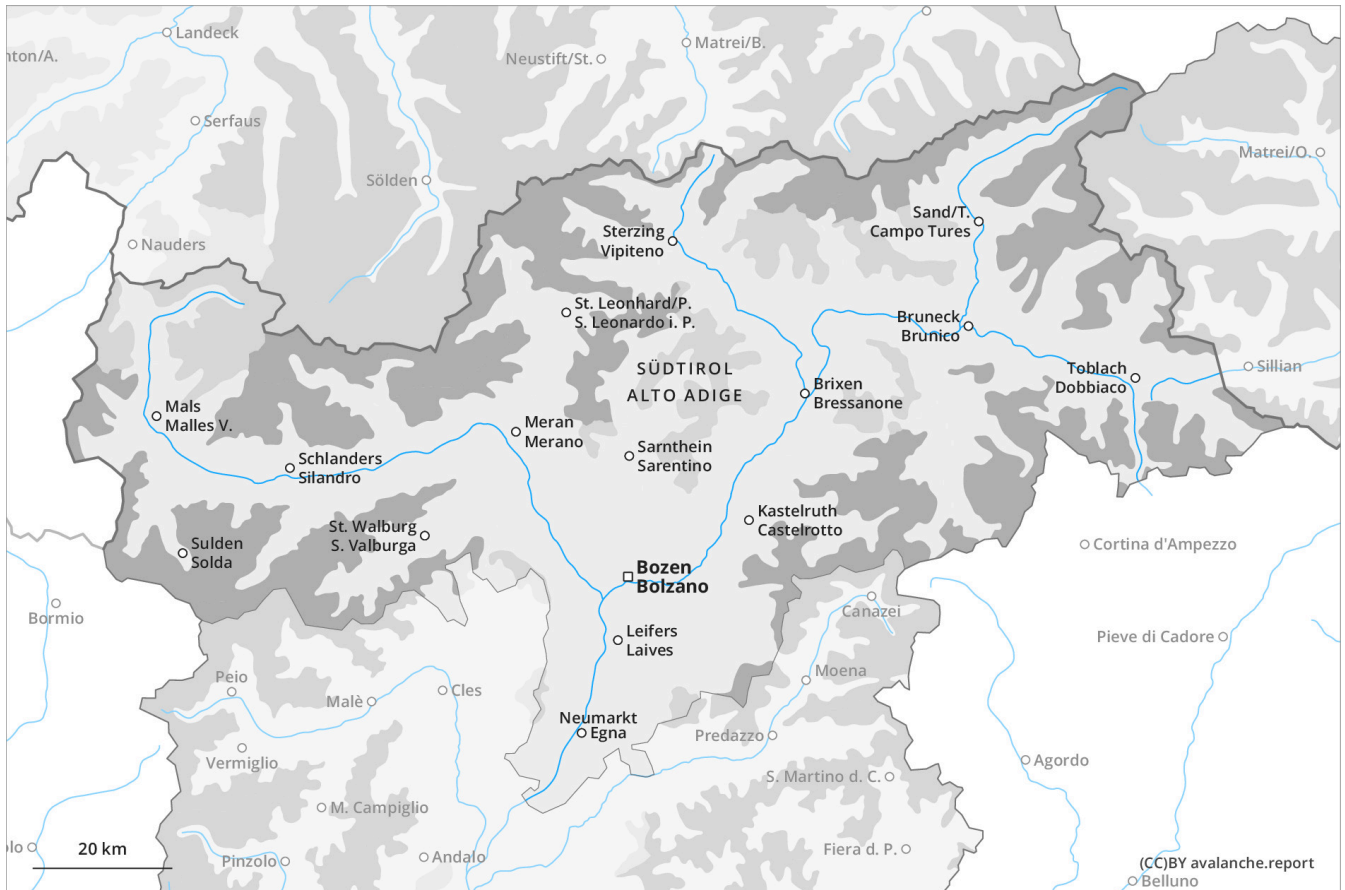 Landeck
nton/A.
Neustift/St.
Matrei/B.
Serfaus
Matrei/O.
Sölden
Sand/T.
Campo Tures
Nauders
Sterzing
Vipiteno
St. Leonhard/P.
S. Leonardo i. P.
Bruneck
Brunico
SÜDTIROL
ALTO ADIGE
Toblach
Dobbiaco
Sillian
Brixen
Bressanone
Mals
Malles V.
Meran
Merano
Schlanders
Silandro
Sarnthein
Sarentino
Kastelruth
Castelrotto
St. Walburg
S. Valburga
Sulden
Solda
Cortina d'Ampezzo
Bozen
Bolzano
Bormio
Canazei
Leifers
Laives
Pieve di Cadore
Peio
Malè
Cles
Moena
Neumarkt
Egna
Predazzo
Vermiglio
Agordo
S. Martino d. C.
M. Campiglio
20 km
olo
Pinzolo
Andalo
Fiera d. P.
(CC)BY avalanche.report
Belluno